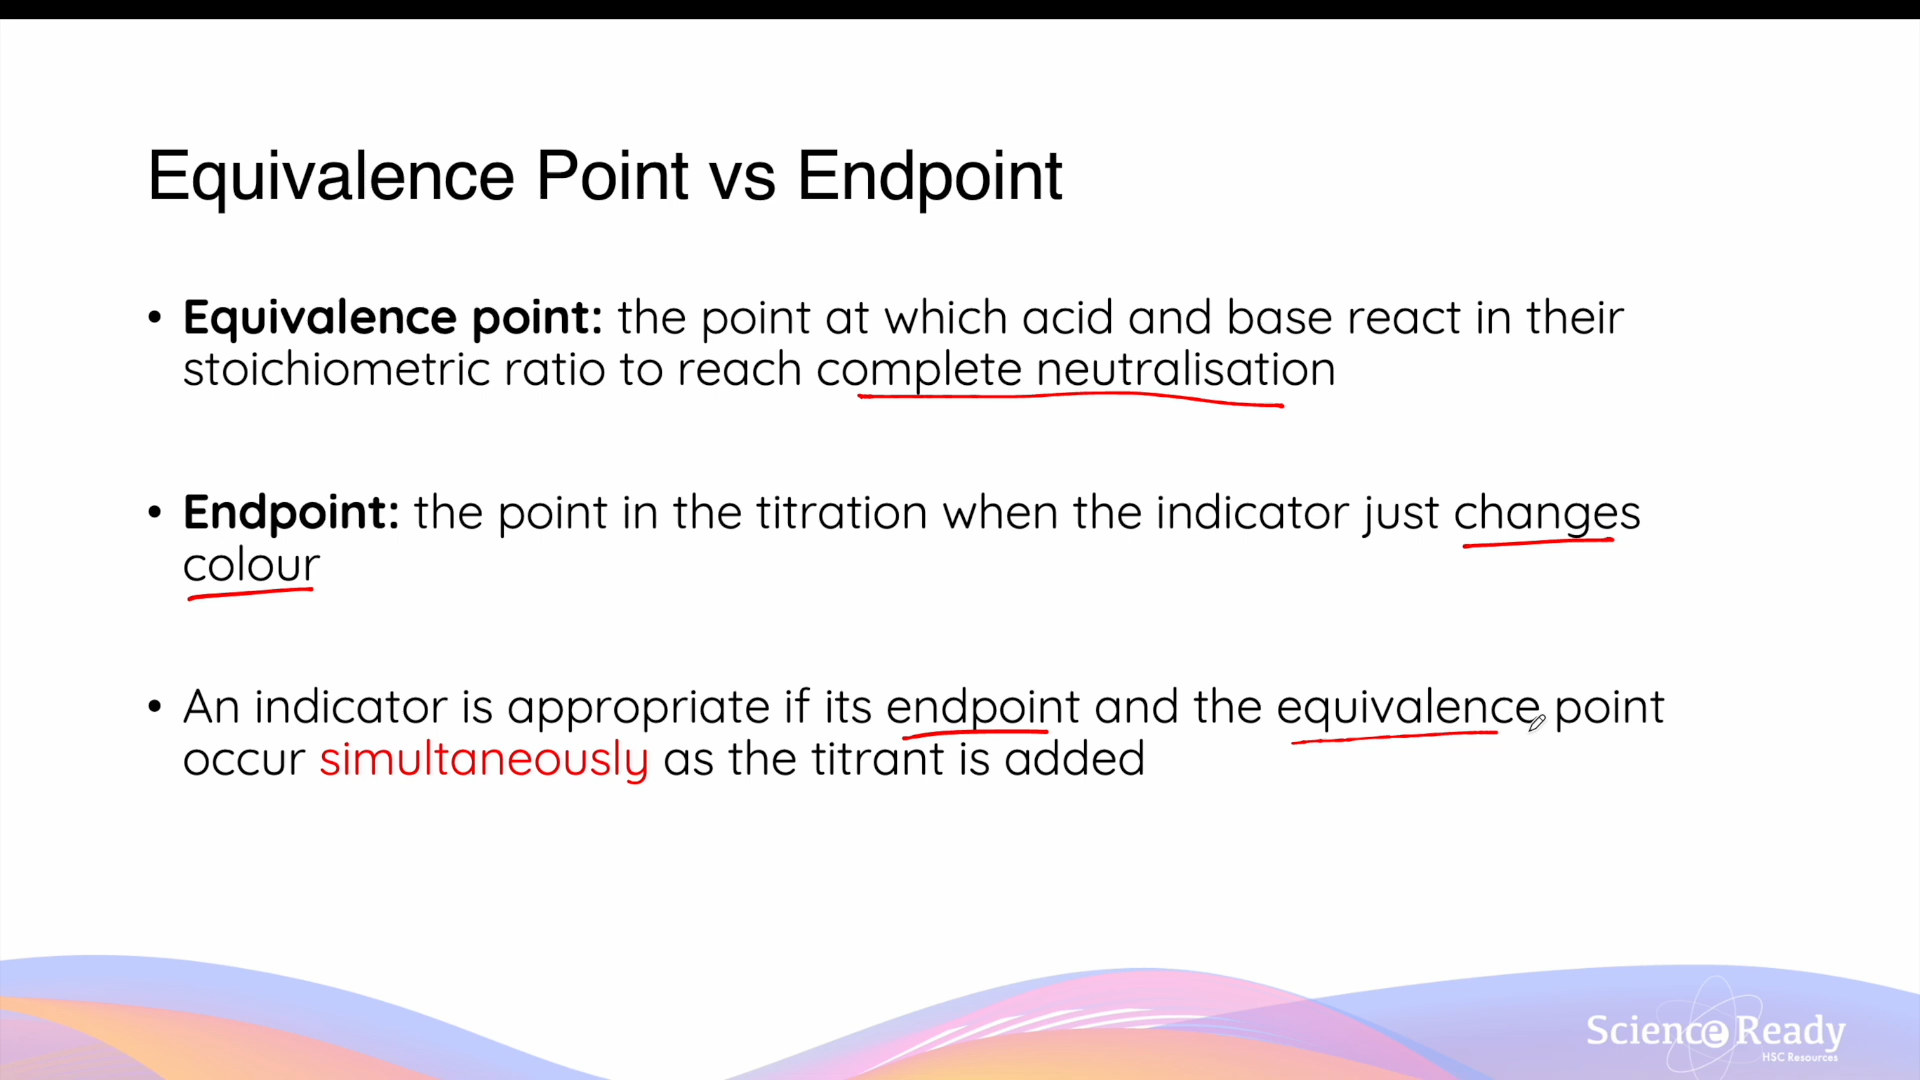 Equivalence Point vs Endpoint
• Equivalence point: the point at which acid and base react in their
stoichiometric ratio to reach complete neutralisation
• Endpoint: the point in the titration when the indicator just changes
colour
• An indicator is appropriate if its endpoint and the equivalence point
occur simultaneously as the titrant is added
Science Ready
HSC Resources